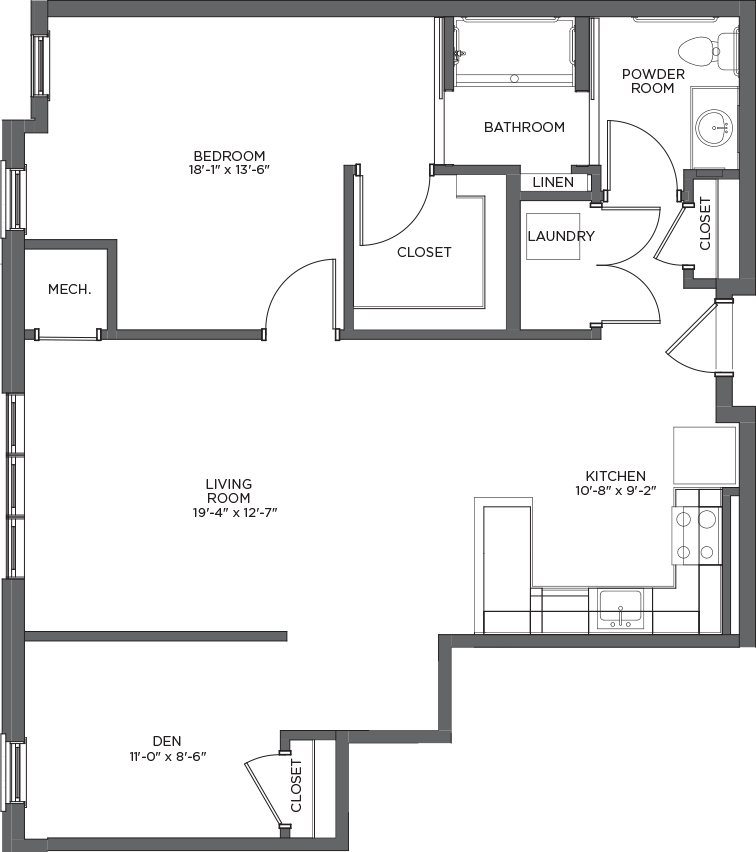 POWDER
ROOM
BATHROOM
BEDROOM
18'-1" x 13'-6"
LINEN
CLOSET
LAUNDRY
CLOSET
MECH.
LIVING
ROOM
19'-4" x 12'-7"
KITCHEN
10'-8" x 9'-2"
DEN
11'-0" x 8'-6"
CLOSET